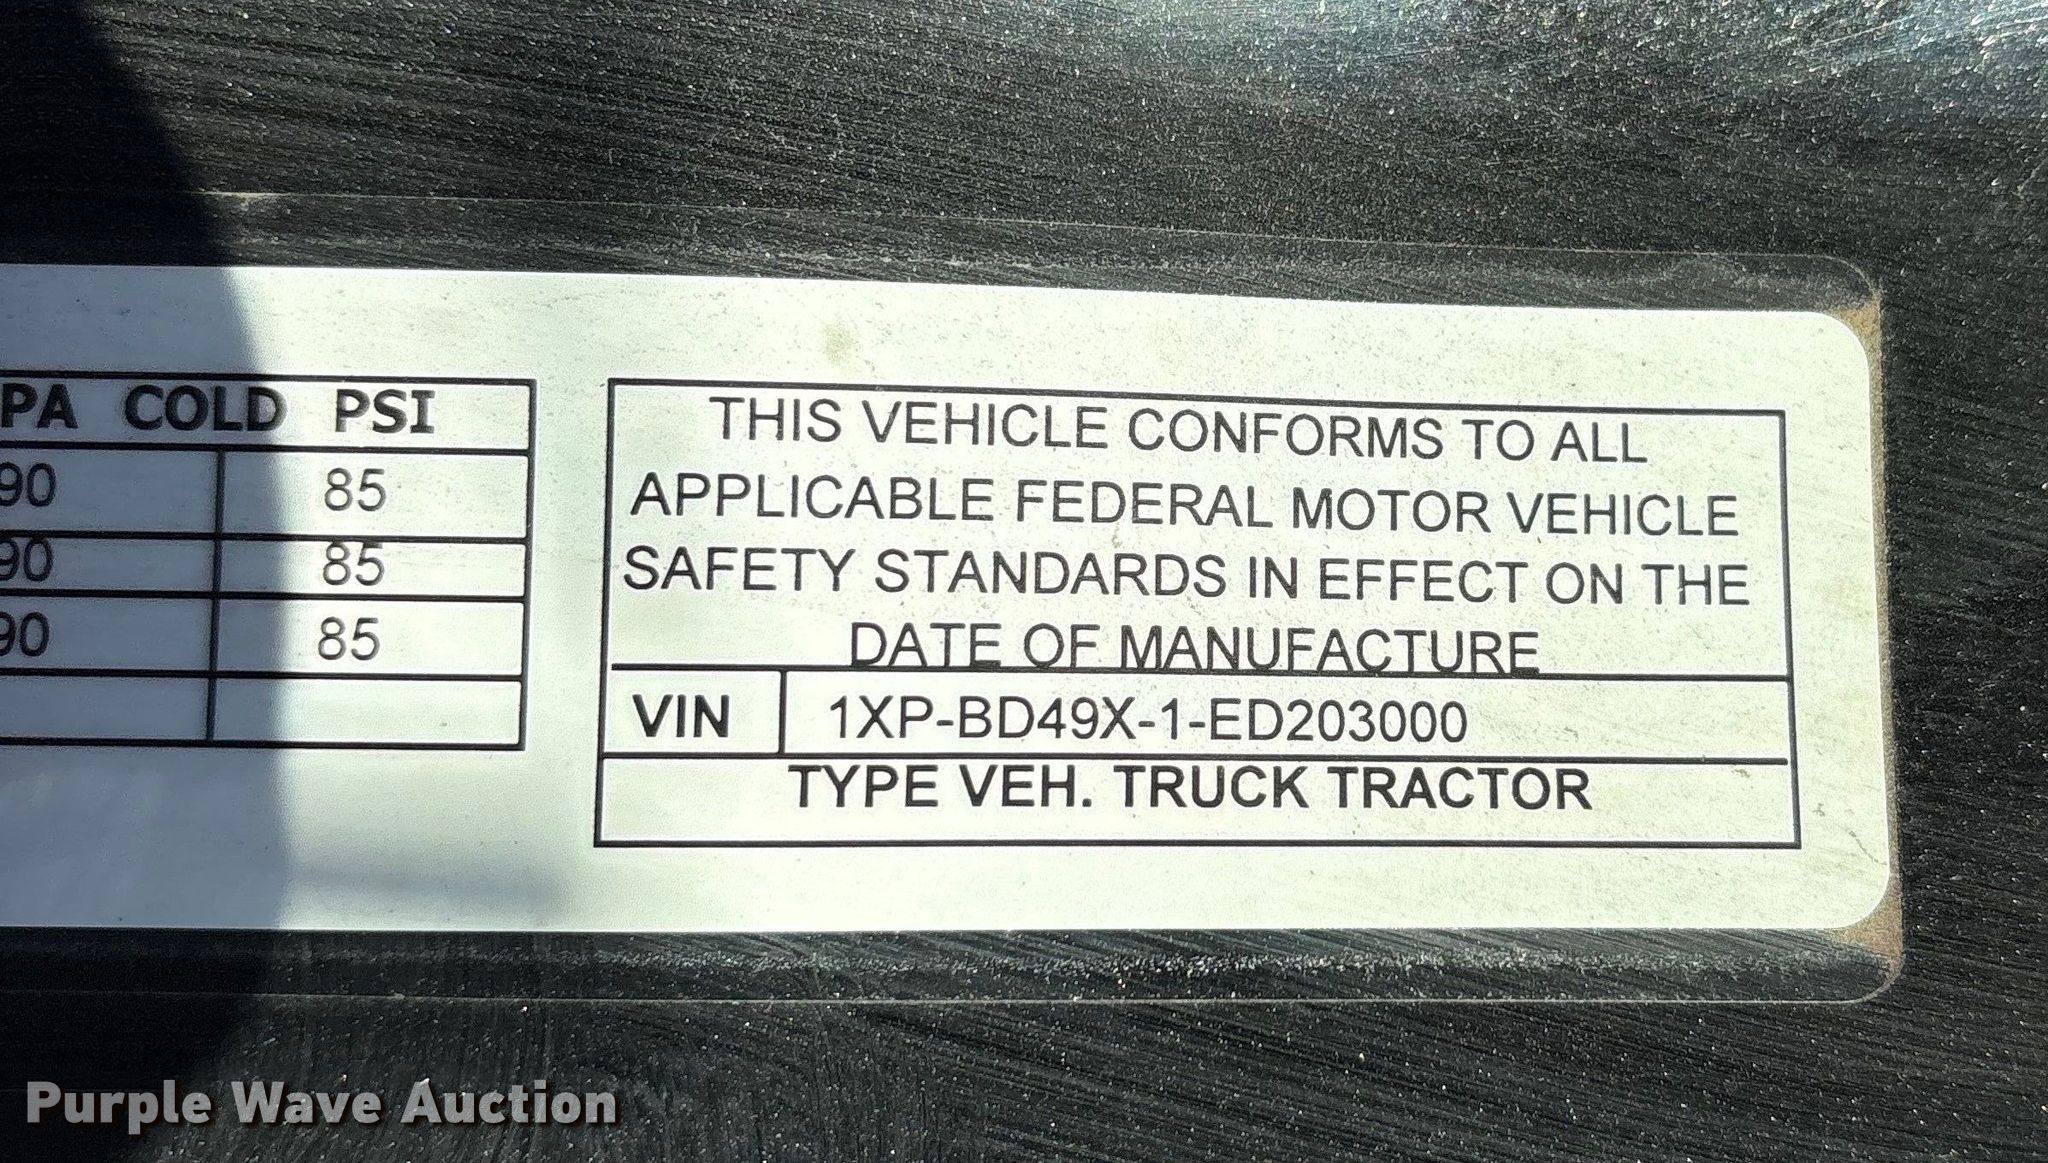 PA COLD PSI
90 85
90 85
90 85
THIS VEHICLE CONFORMS TO ALL
APPLICABLE FEDERAL MOTOR VEHICLE
SAFETY STANDARDS IN EFFECT ON THE
DATE OF MANUFACTURE
VIN 1XP-BD49X-1-ED203000
TYPE VEH. TRUCK TRACTOR
Purple Wave Auction